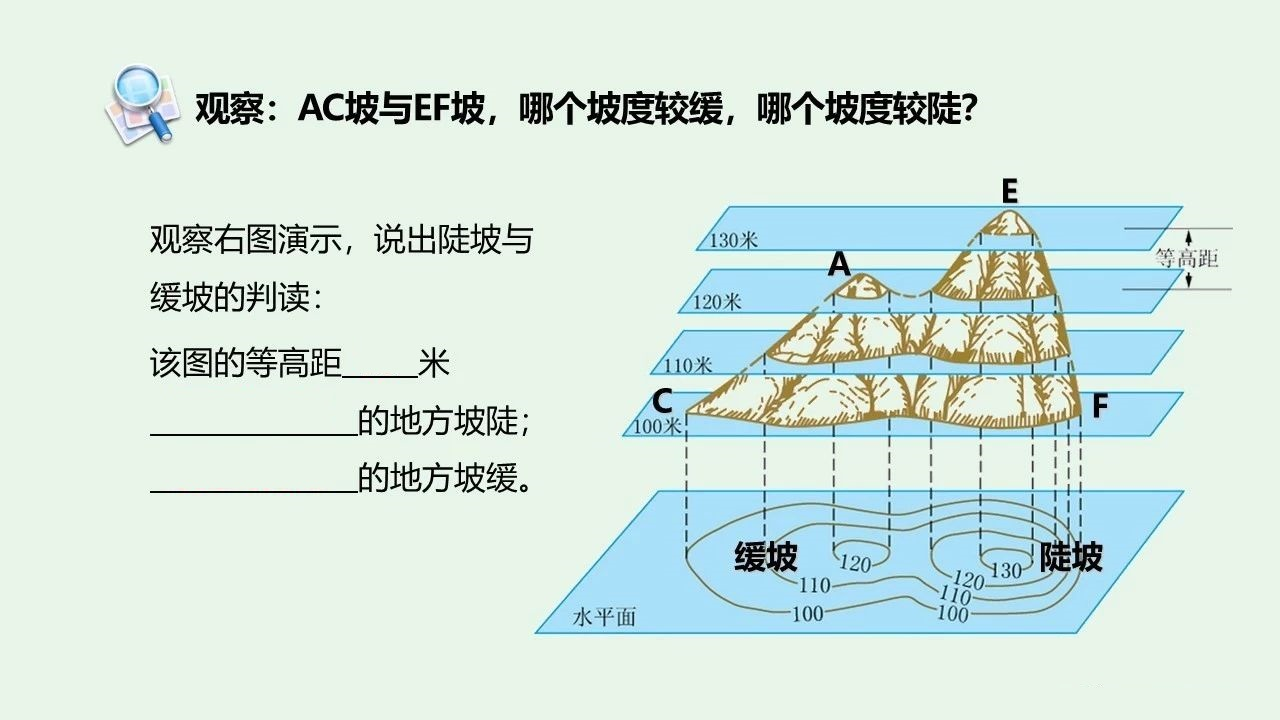 观察：AC坡与EF坡，哪个坡度较缓，哪个坡度较陡？
观察右图演示，说出陡坡与
缓坡的判读：
该图的等高距_____米
______________的地方坡陡；
______________的地方坡缓。
E
130米
等高距
A
120米
110米
C
F
100米
缓坡
陡坡
120
130
120
110
110
100
100
水平面